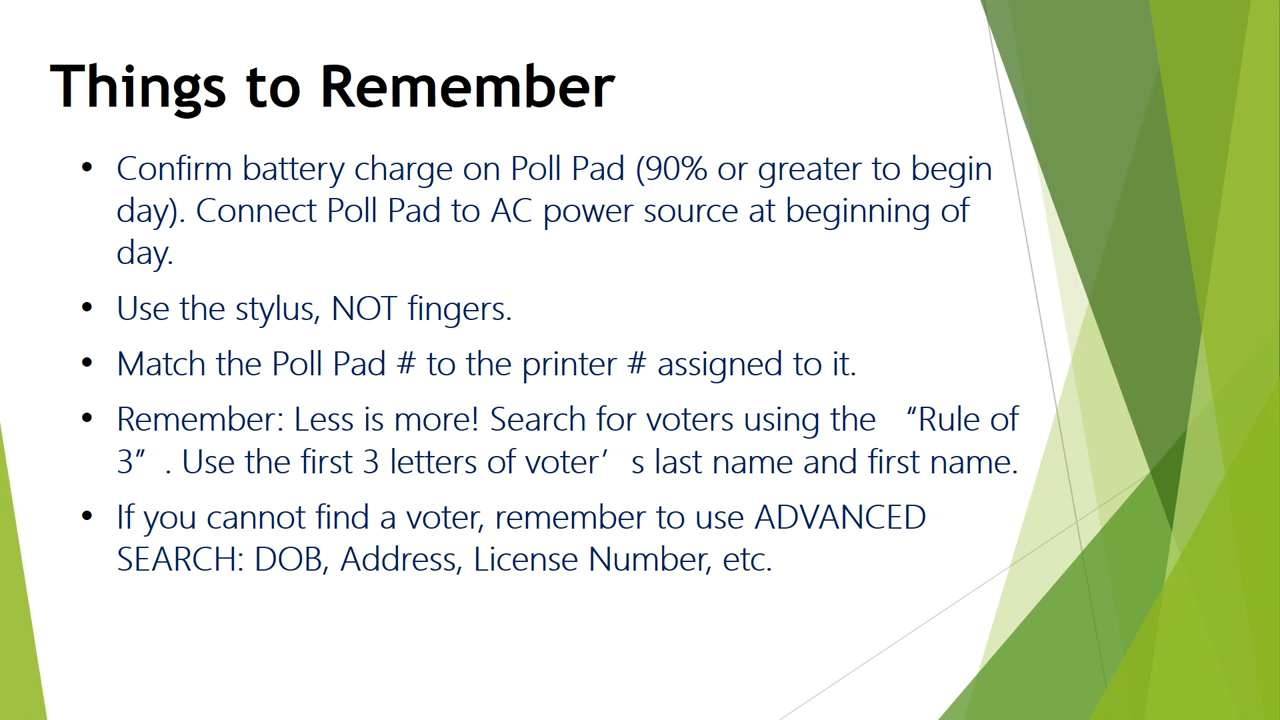 Things to Remember
• Confirm battery charge on Poll Pad (90% or greater to begin
day). Connect Poll Pad to AC power source at beginning of
day.
• Use the stylus, NOT fingers.
• Match the Poll Pad # to the printer # assigned to it.
• Remember: Less is more! Search for voters using the “Rule of
3”. Use the first 3 letters of voter’s last name and first name.
• If you cannot find a voter, remember to use ADVANCED
SEARCH: DOB, Address, License Number, etc.